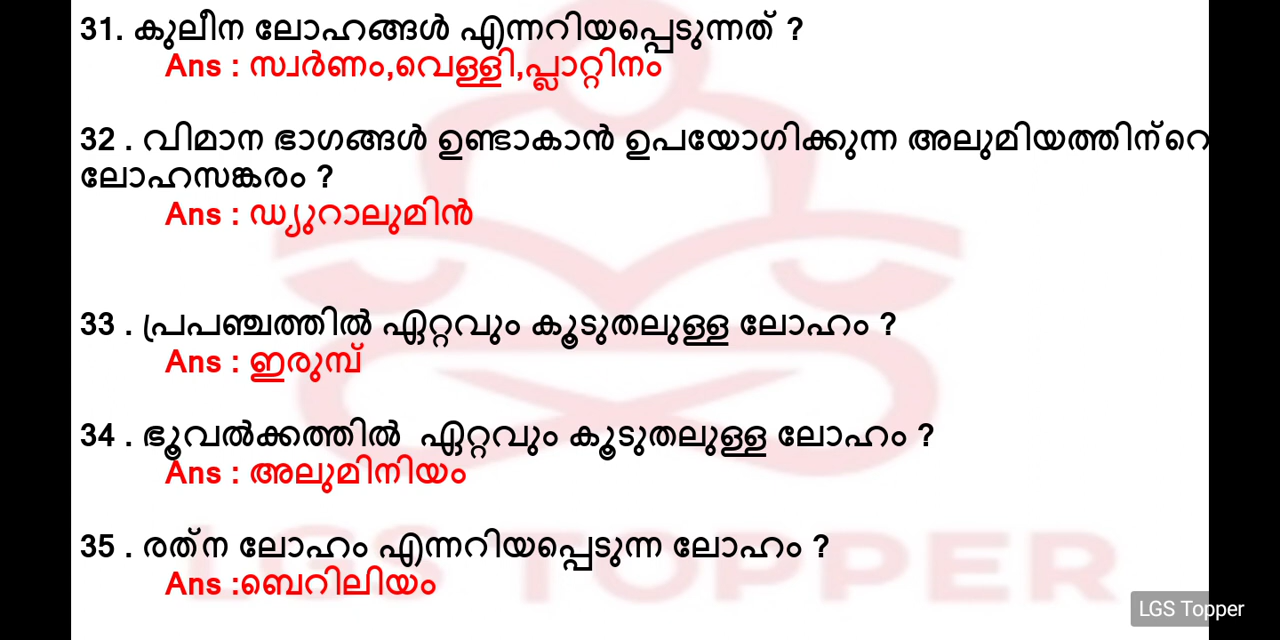 31. കുലീന ലോഹങ്ങൾ എന്നറിയപ്പെടുന്നത് ?
Ans : സ്വർണം,വെള്ളി,പ്ലാറ്റിനം
32 . വിമാന ഭാഗങ്ങൾ ഉണ്ടാകാൻ ഉപയോഗിക്കുന്ന അലുമിയത്തിന്റെ
ലോഹസങ്കരം ?
Ans : ഡ്യുറാലുമിൻ
33 . പ്രപഞ്ചത്തിൽ ഏറ്റവും കൂടുതലുള്ള ലോഹം ?
Ans : ഇരുമ്പ്
34 . ഭൂവൽക്കത്തിൽ ഏറ്റവും കൂടുതലുള്ള ലോഹം ?
Ans : അലുമിനിയം
35 . രത്‌ന ലോഹം എന്നറിയപ്പെടുന്ന ലോഹം ?
Ans :ബെറിലിയം
LGS TOPPER
LGS Topper